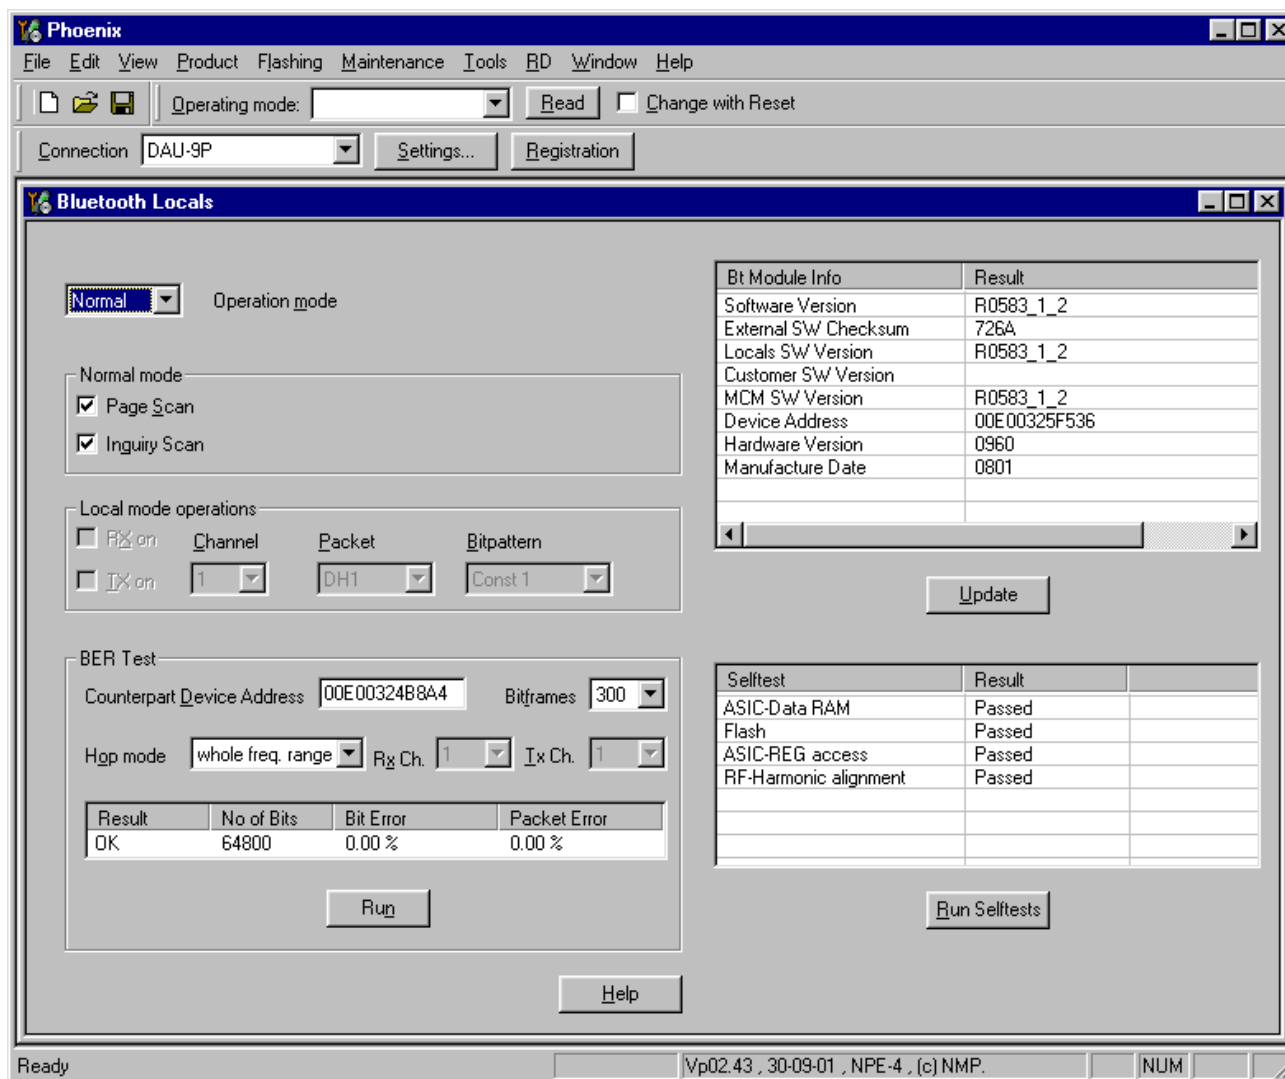 Phoenix
File Edit View Product Flashing Maintenance Tools RD Window Help
Operating mode: Read Change with Reset
Connection DAU-9P Settings... Registration
Bluetooth Locals
Normal Operation mode
Normal mode
Page Scan
Inguiry Scan
Local mode operations
RX on Channel Packet Bitpattern
TX on 1 DH1 Const 1
BER Test
Counterpart Device Address 00E00324B8A4 Bitframes 300
Hop mode whole freq. range Rx Ch. 1 Tx Ch. 1
Result No of Bits Bit Error Packet Error
OK 64800 0.00 % 0.00 %
Run
Bt Module Info Result
Software Version R0583_1_2
External SW Checksum 726A
Locals SW Version R0583_1_2
Customer SW Version
MCM SW Version R0583_1_2
Device Address 00E00325F536
Hardware Version 0960
Manufacture Date 0801
Update
Selftest Result
ASIC-Data RAM Passed
Flash Passed
ASIC-REG access Passed
RF-Harmonic alignment Passed
Run Selftests
Help
Ready Vp02.43 , 30-09-01 , NPE-4 , (c) NMP. NUM